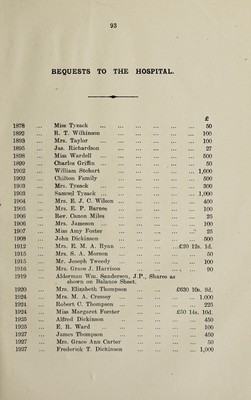 93
BEQUESTS TO THE HOSPITAL.
£
1878 ... Miss Tyzack ... 50
1892 ... R. T. Wilkinson ... 100
1893 ... Mrs. Taylor ... 100
1895 ... Jas. Richardson ... 27
1898 ... Miss Wardell ... 500
1899 ... Charles Griffin ... 50
1902 ... William Stobart ... 1,600
1902 ... Chilton Family ... 500
1903 ... Mrs. Tyzack ... 300
1903 ... Samuel Tyzack ... 1,000
1904 ... Mrs. E. J. C. Wilson ... 400
1905 ... Mrs. E. P. Barnes ... 100
1906 ... Rev. Canon Miles ... 25
1906 ... Mrs. Jameson ... 100
1907 ... Miss Amy Foster ... 25
1908 ... John Dickinson ... 500
1912 ... Mrs. E. M. A. Ryan ... £20 12s. 1d.
1915 ... Mrs. S. A. Mornon ... 50
1915 ... Mr. Joseph Tweedy ... 100
1916 ... Mrs. Grace J. Harrison ... 90
1919 Alderman Wm. Sanderson, J.P., Shares as
shown on Balance Sheet.
1920 ... Mrs. Elizabeth Thompson ... £630 10s. 9d.
1924 ... Mrs. M. A. Cressey ... 1,000
1924 ... Robert C. Thompson ... 225
1924 ... Miss Margaret Forster ... £50 14s. 10d.
1925 ... Alfred Dickinson ... 450
1925 ... E. R. Ward ... 100
1927 ... James Thompson ... 450
1927 ... Mrs. Grace Ann Carter ... 50
1927 ... Frederick T. Dickinson ... 1,000